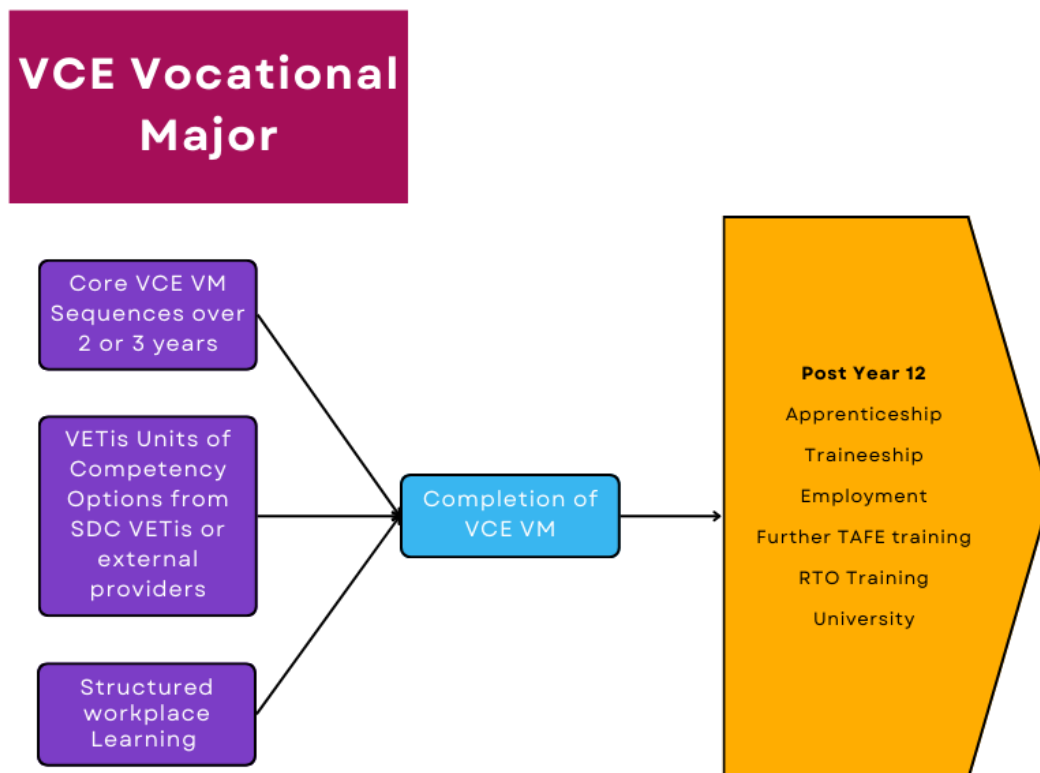 VCE Vocational
Major
Core VCE VM
Sequences over
2 or 3 years
VETis Units of
Competency
Options from
SDC VETis or
external
providers
Structured
workplace
Learning
Completion of
VCE VM
Post Year 12
Apprenticeship
Traineeship
Employment
Further TAFE training
RTO Training
University